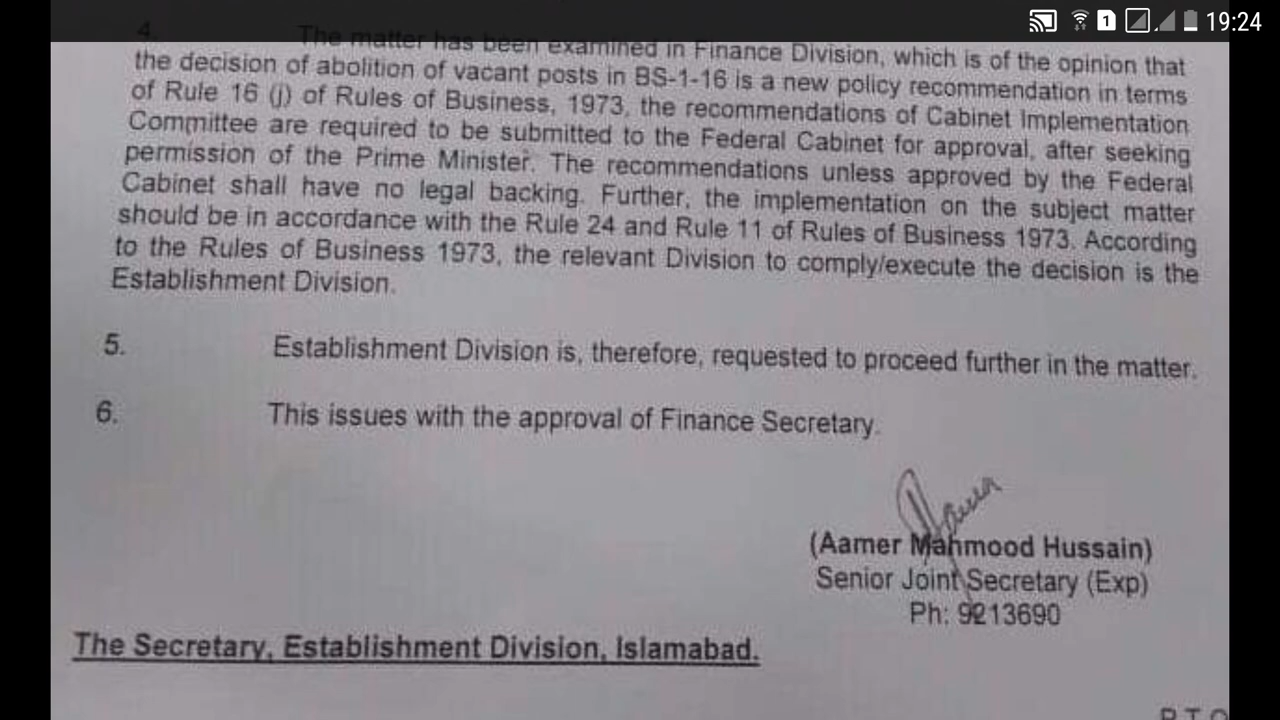 1 19:24
4. The matter has been examined in Finance Division, which is of the opinion that
the decision of abolition of vacant posts in BS-1-16 is a new policy recommendation in terms
of Rule 16 (j) of Rules of Business, 1973, the recommendations of Cabinet Implementation
Committee are required to be submitted to the Federal Cabinet for approval, after seeking
permission of the Prime Minister. The recommendations unless approved by the Federal
Cabinet shall have no legal backing. Further, the implementation on the subject matter
should be in accordance with the Rule 24 and Rule 11 of Rules of Business 1973. According
to the Rules of Business 1973, the relevant Division to comply/execute the decision is the
Establishment Division.
5. Establishment Division is, therefore, requested to proceed further in the matter.
6. This issues with the approval of Finance Secretary.
(Aamer Mahmood Hussain)
Senior Joint Secretary (Exp)
Ph: 9213690
The Secretary, Establishment Division, Islamabad.